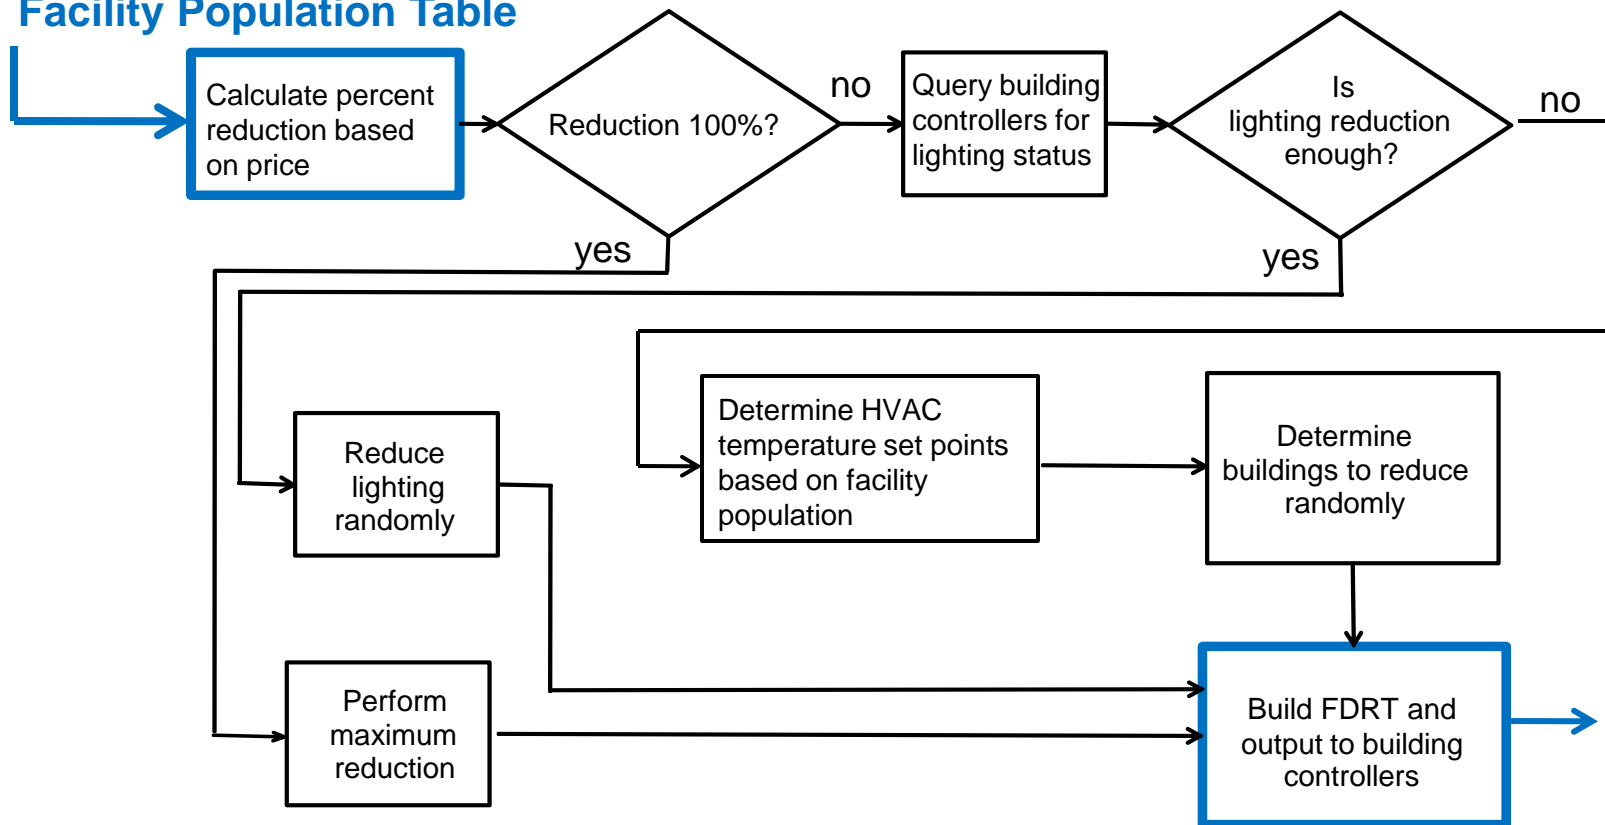 Facility Population Table
Calculate percent
reduction based
on price
Reduction 100%?
no
Query building
controllers for
lighting status
Is
lighting reduction
enough?
no
yes
yes
Reduce
lighting
randomly
Determine HVAC
temperature set points
based on facility
population
Determine
buildings to reduce
randomly
Perform
maximum
reduction
Build FDRT and
output to building
controllers